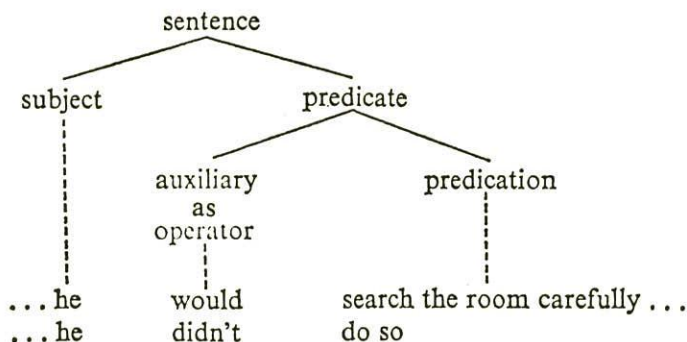 sentence
subject predicate
auxiliary predication
as
operator
... he would search the room carefully ...
... he didn't do so